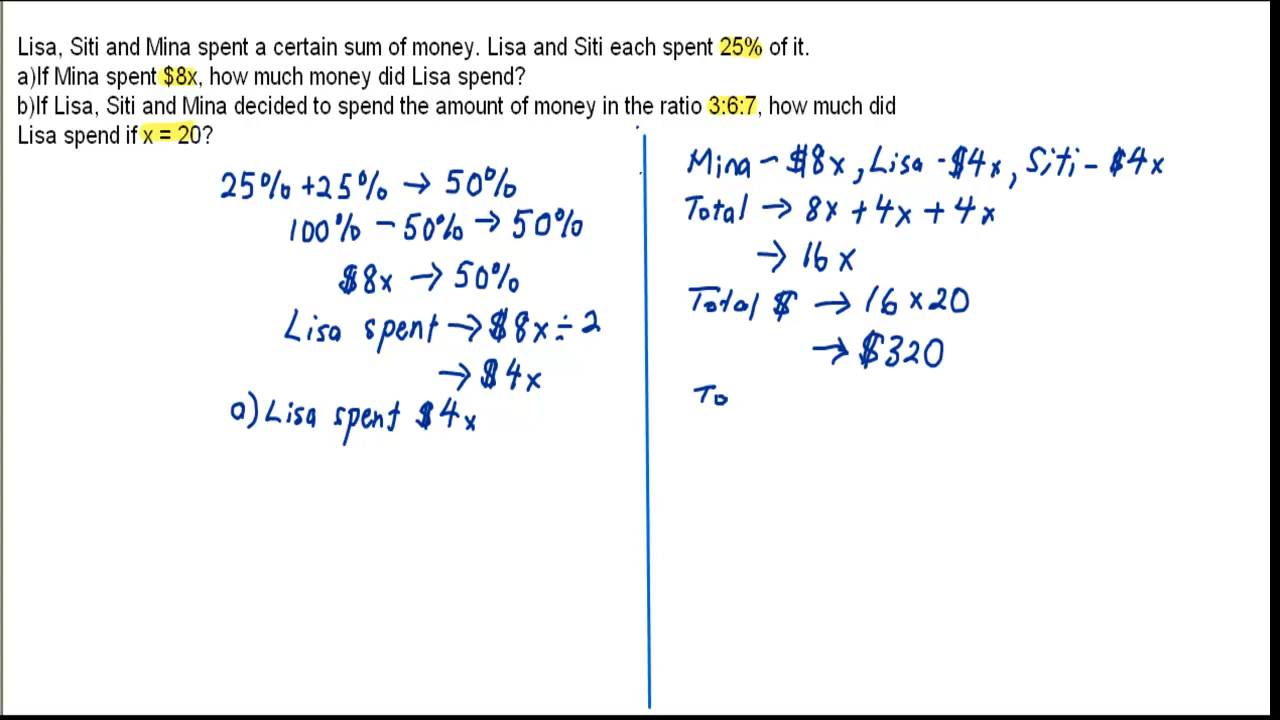 Lisa, Siti and Mina spent a certain sum of money. Lisa and Siti each spent 25% of it.
a)If Mina spent $8x, how much money did Lisa spend?
b)If Lisa, Siti and Mina decided to spend the amount of money in the ratio 3:6:7, how much did
Lisa spend if x = 20?
25% + 25% → 50%
100% - 50% → 50%
$8x → 50%
Lisa spent → $8x ÷ 2
→ $4x
a) Lisa spent $4x
Mina - $8x, Lisa - $4x, Siti - $4x
Total → 8x + 4x + 4x
→ 16x
Total $ → 16 × 20
→ $320
To